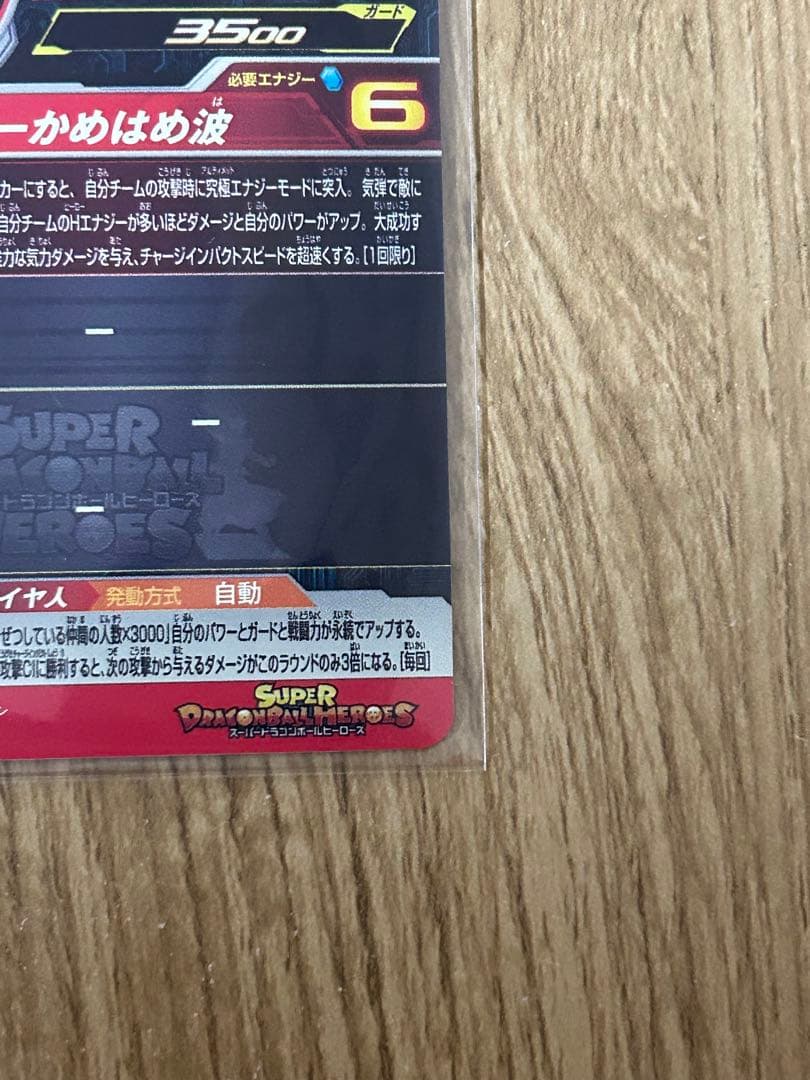 ガード
3500
必要エナジー 6
ーかめはめ波
カーにすると、自分チームの攻撃時に究極エナジーモードに突入。気弾で敵に
自分チームのHエナジーが多いほどダメージと自分のパワーがアップ。大成功す
力な気力ダメージを与え、チャージインパクトスピードを超速くする。[1回限り]
SUPER
DRAGONBALL
ドラゴンボールヒーローズ
HEROES
イヤ人 発動方式 自動
ぜつしている仲間の人数×3000」自分のパワーとガードと戦闘力が永続でアップする。
攻撃CIに勝利すると、次の攻撃から与えるダメージがこのラウンドのみ3倍になる。[毎回]
SUPER
DRAGONBALL HEROES
スーパードラゴンボールヒーローズ